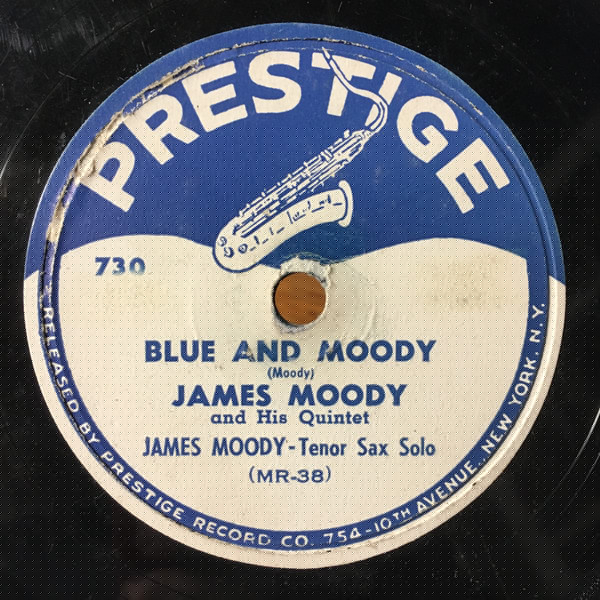 PRESTIGE
730
BLUE AND MOODY
(Moody)
JAMES MOODY
and His Quintet
JAMES MOODY-Tenor Sax Solo
(MR-38)
RELEASED BY PRESTIGE RECORD CO. 754-10TH AVENUE., NEW YORK, N.Y.